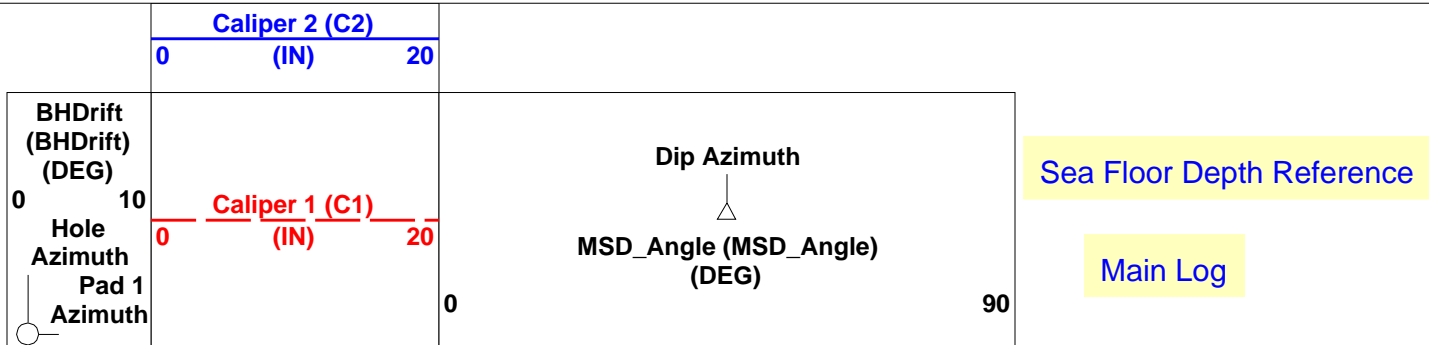 Caliper 2 (C2)
0 (IN) 20
BHDrift
(BHDrift)
(DEG)
0 10
Hole
Azimuth
Pad 1
Azimuth
Caliper 1 (C1)
0 (IN) 20
Dip Azimuth
MSD_Angle (MSD_Angle)
(DEG)
0 90
Sea Floor Depth Reference
Main Log